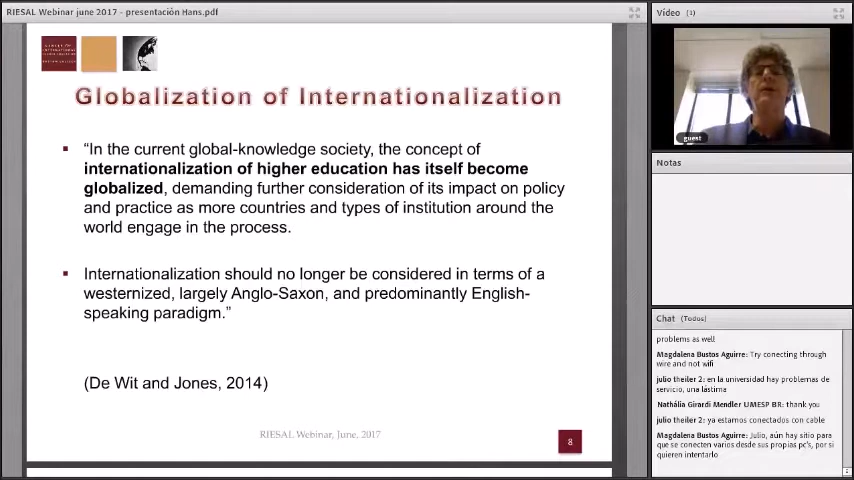 RIESAL Webinar june 2017 - presentación Hans.pdf
Globalization of Internationalization
▪ “In the current global-knowledge society, the concept of
internationalization of higher education has itself become
globalized, demanding further consideration of its impact on policy
and practice as more countries and types of institution around the
world engage in the process.
▪ Internationalization should no longer be considered in terms of a
westernized, largely Anglo-Saxon, and predominantly English-
speaking paradigm.”
(De Wit and Jones, 2014)
RIESAL Webinar, June, 2017
8
Vídeo (1)
guest
Notas
Chat (Todos)
problems as well
Magdalena Bustos Aguirre: Try conecting through
wire and not wifi
julio theiler 2: en la universidad hay problemas de
servicio, una lástima
Nathália Girardi Mendler UMESP BR: thank you
julio theiler 2: ya estamos conectados con cable
Magdalena Bustos Aguirre: Julio, aún hay sitio para
que se conecten varios desde sus propias pc's, por si
quieren intentarlo